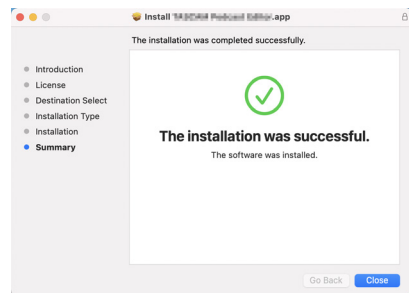 Install .app
The installation was completed successfully.
Introduction
License
Destination Select
Installation Type
Installation
Summary
The installation was successful.
The software was installed.
Go Back
Close